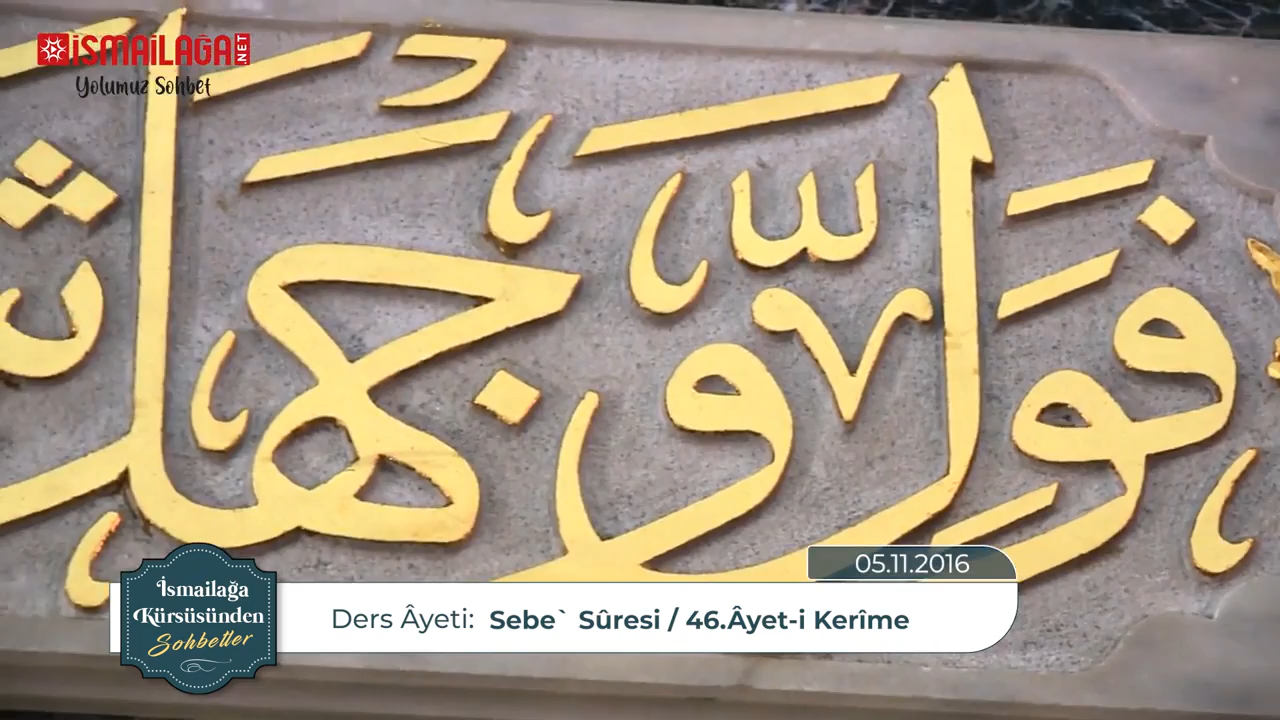 İSMAİLAĞA.NET
Yolumuz Sohbet
فَوَلِّ وَجْهَكَ
05.11.2016
Ders Âyeti: Sebe` Sûresi / 46.Âyet-i Kerîme
İsmailağa
Kürsüsünden
Sohbetler